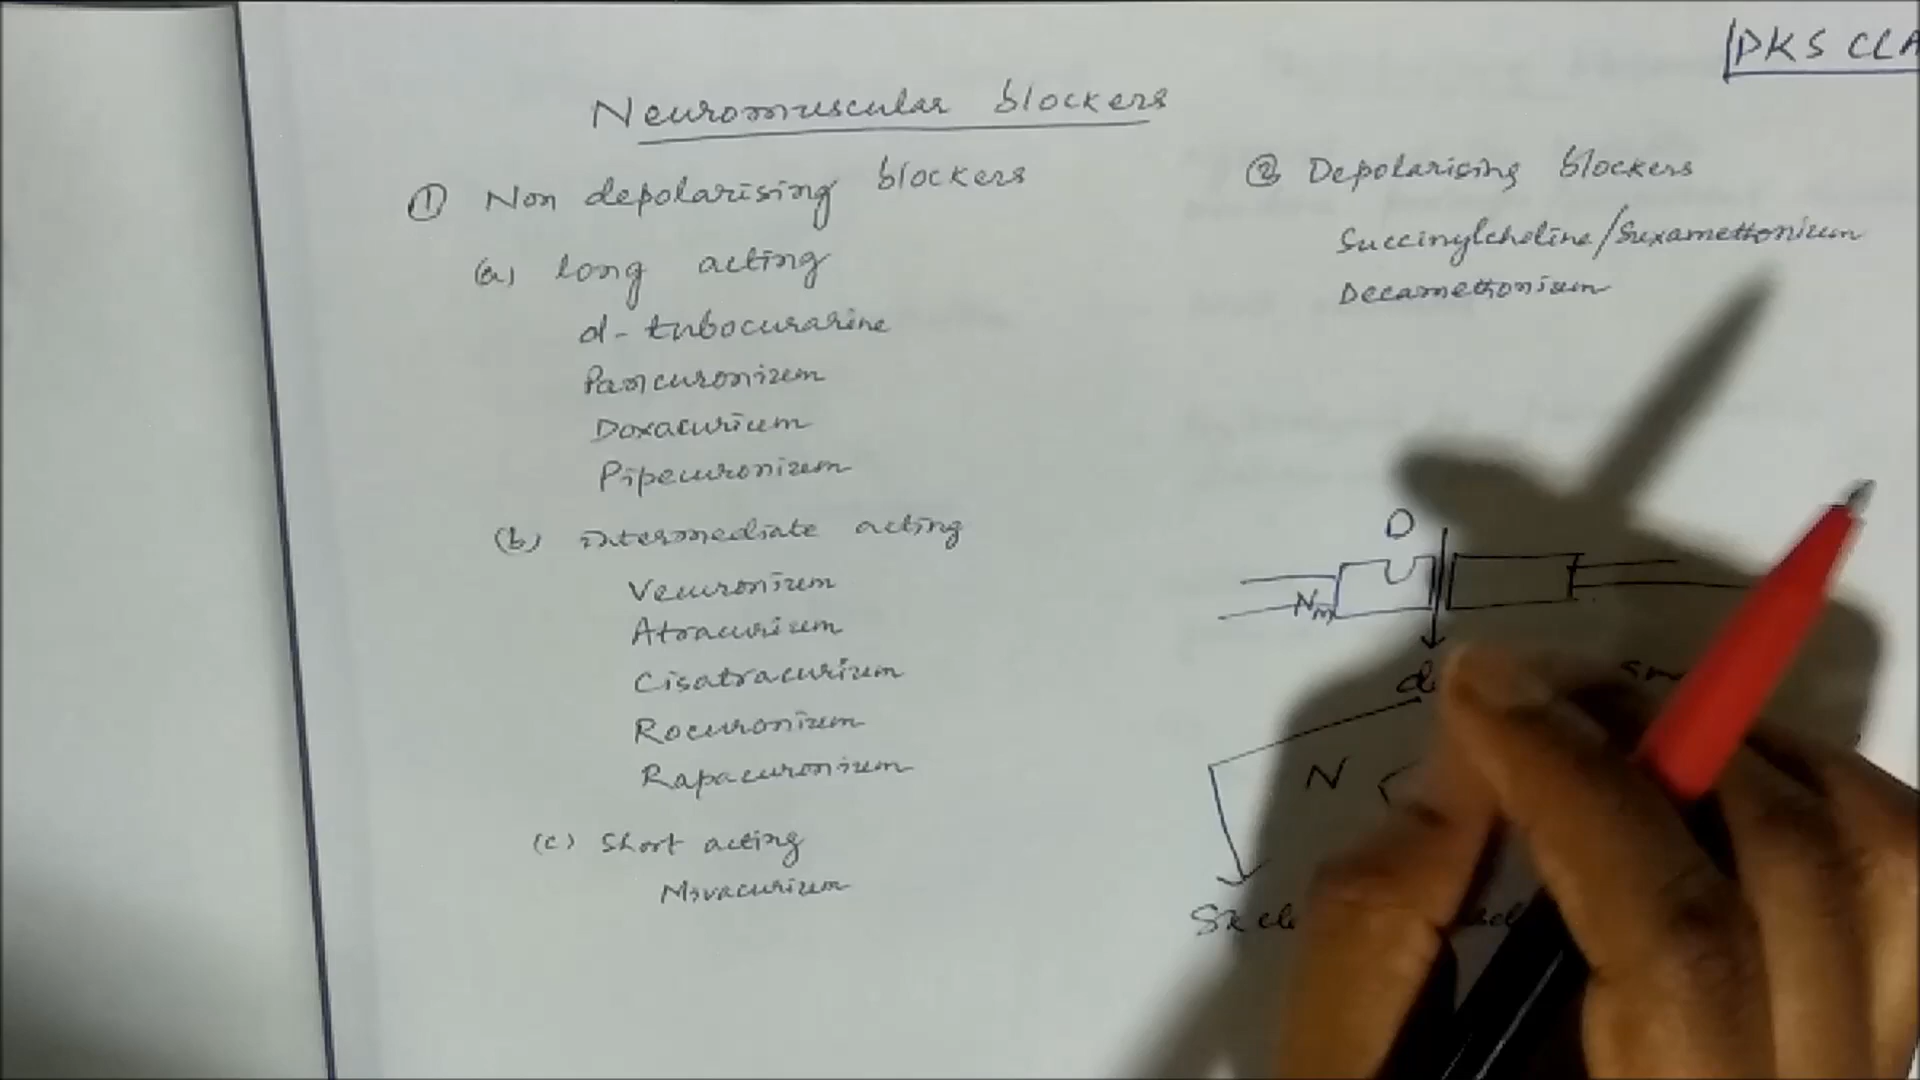 PKS CLA
Neuromuscular blockers
① Non depolarising blockers
(a) long acting
d-tubocurarine
Pancuronium
Doxacurium
Pipecuronium
(b) intermediate acting
Vecuronium
Atracurium
Cisatracurium
Rocuronium
Rapacuronium
(c) Short acting
Mivacurium
② Depolarising blockers
Succinylcholine/Suxamethonium
Decamethonium
D
Nm
d
N